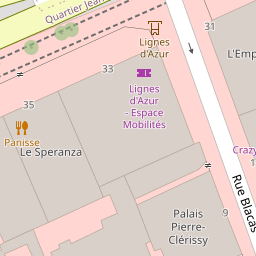 Quartier Jean
Lignes
d'Azur
31
L'Emp
33
Lignes
d'Azur
- Espace
Mobilités
35
Panisse
Le Speranza
Crazy
Rue Blacas
Palais
Pierre-
Clérissy
9